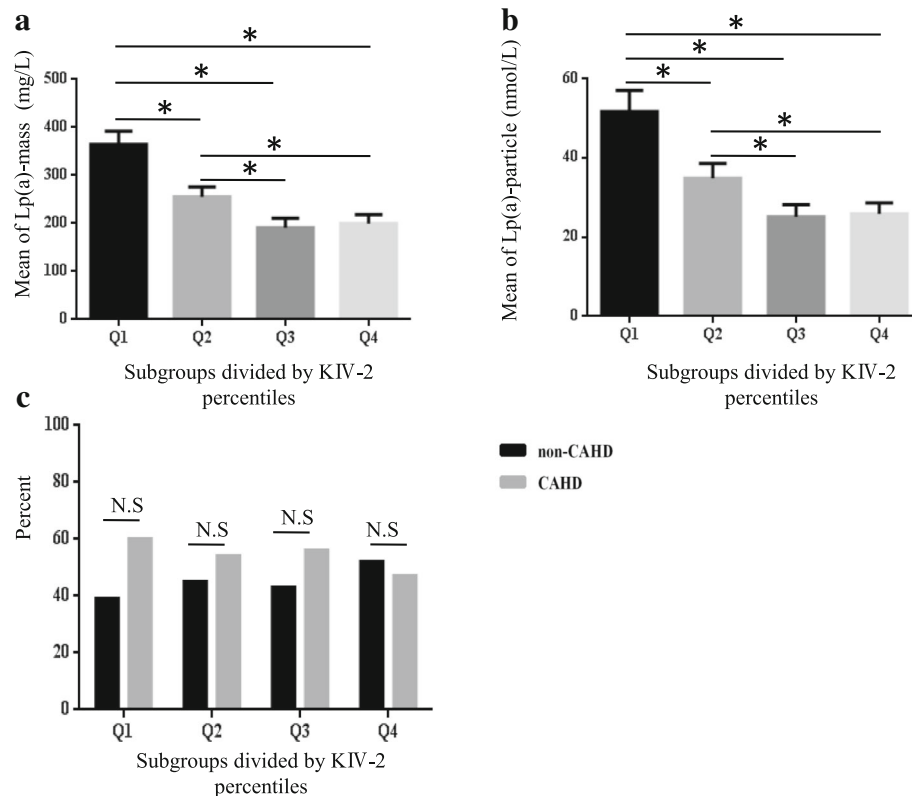 a
Mean of Lp(a)-mass (mg/L)
500
400
300
200
100
0
*
*
*
*
*
Q1 Q2 Q3 Q4
Subgroups divided by KIV-2
percentiles
b
Mean of Lp(a)-particle (nmol/L)
60
40
20
0
*
*
*
*
*
Q1 Q2 Q3 Q4
Subgroups divided by KIV-2
percentiles
c
Percent
100
80
60
40
20
0
N.S N.S N.S N.S
Q1 Q2 Q3 Q4
Subgroups divided by KIV-2
percentiles
non-CAHD
CAHD